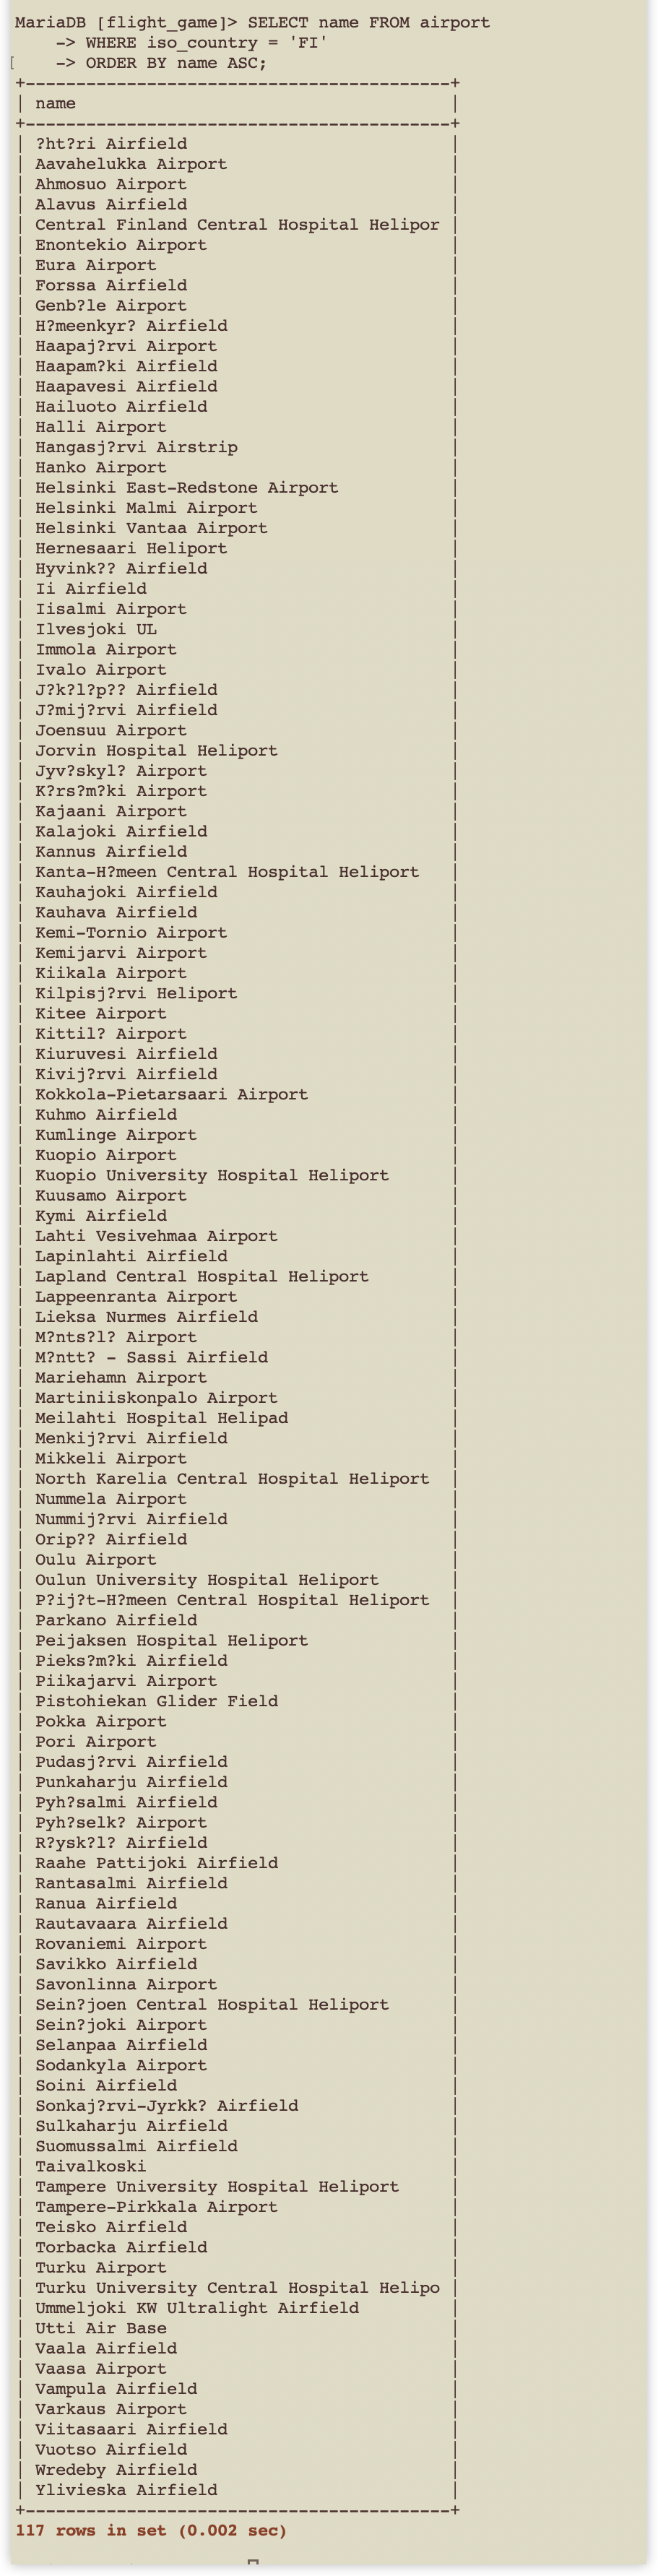 MariaDB [flight_game]> SELECT name FROM airport
    -> WHERE iso_country = 'FI'
[    -> ORDER BY name ASC;
+------------------------------------------+
| name                                     |
+------------------------------------------+
| ?ht?ri Airfield                          |
| Aavahelukka Airport                      |
| Ahmosuo Airport                          |
| Alavus Airfield                          |
| Central Finland Central Hospital Helipor |
| Enontekio Airport                        |
| Eura Airport                             |
| Forssa Airfield                          |
| Genb?le Airport                          |
| H?meenkyr? Airfield                      |
| Haapaj?rvi Airport                       |
| Haapam?ki Airfield                       |
| Haapavesi Airfield                       |
| Hailuoto Airfield                        |
| Halli Airport                            |
| Hangasj?rvi Airstrip                     |
| Hanko Airport                            |
| Helsinki East-Redstone Airport           |
| Helsinki Malmi Airport                   |
| Helsinki Vantaa Airport                  |
| Hernesaari Heliport                      |
| Hyvink?? Airfield                        |
| Ii Airfield                              |
| Iisalmi Airport                          |
| Ilvesjoki UL                             |
| Immola Airport                           |
| Ivalo Airport                            |
| J?k?l?p?? Airfield                       |
| J?mij?rvi Airfield                       |
| Joensuu Airport                          |
| Jorvin Hospital Heliport                 |
| Jyv?skyl? Airport                        |
| K?rs?m?ki Airport                        |
| Kajaani Airport                          |
| Kalajoki Airfield                        |
| Kannus Airfield                          |
| Kanta-H?meen Central Hospital Heliport   |
| Kauhajoki Airfield                       |
| Kauhava Airfield                         |
| Kemi-Tornio Airport                      |
| Kemijarvi Airport                        |
| Kiikala Airport                          |
| Kilpisj?rvi Heliport                     |
| Kitee Airport                            |
| Kittil? Airport                          |
| Kiuruvesi Airfield                       |
| Kivij?rvi Airfield                       |
| Kokkola-Pietarsaari Airport              |
| Kuhmo Airfield                           |
| Kumlinge Airport                         |
| Kuopio Airport                           |
| Kuopio University Hospital Heliport      |
| Kuusamo Airport                          |
| Kymi Airfield                            |
| Lahti Vesivehmaa Airport                 |
| Lapinlahti Airfield                      |
| Lapland Central Hospital Heliport        |
| Lappeenranta Airport                     |
| Lieksa Nurmes Airfield                   |
| M?nts?l? Airport                         |
| M?ntt? - Sassi Airfield                  |
| Mariehamn Airport                        |
| Martiniiskonpalo Airport                 |
| Meilahti Hospital Helipad                |
| Menkij?rvi Airfield                      |
| Mikkeli Airport                          |
| North Karelia Central Hospital Heliport  |
| Nummela Airport                          |
| Nummij?rvi Airfield                      |
| Orip?? Airfield                          |
| Oulu Airport                             |
| Oulun University Hospital Heliport       |
| P?ij?t-H?meen Central Hospital Heliport  |
| Parkano Airfield                         |
| Peijaksen Hospital Heliport              |
| Pieks?m?ki Airfield                      |
| Piikajarvi Airport                       |
| Pistohiekan Glider Field                 |
| Pokka Airport                            |
| Pori Airport                             |
| Pudasj?rvi Airfield                      |
| Punkaharju Airfield                      |
| Pyh?salmi Airfield                       |
| Pyh?selk? Airport                        |
| R?ysk?l? Airfield                        |
| Raahe Pattijoki Airfield                 |
| Rantasalmi Airfield                      |
| Ranua Airfield                           |
| Rautavaara Airfield                      |
| Rovaniemi Airport                        |
| Savikko Airfield                         |
| Savonlinna Airport                       |
| Sein?joen Central Hospital Heliport      |
| Sein?joki Airport                        |
| Selanpaa Airfield                        |
| Sodankyla Airport                        |
| Soini Airfield                           |
| Sonkaj?rvi-Jyrkk? Airfield               |
| Sulkaharju Airfield                      |
| Suomussalmi Airfield                     |
| Taivalkoski                              |
| Tampere University Hospital Heliport     |
| Tampere-Pirkkala Airport                 |
| Teisko Airfield                          |
| Torbacka Airfield                        |
| Turku Airport                            |
| Turku University Central Hospital Helipo |
| Ummeljoki KW Ultralight Airfield         |
| Utti Air Base                            |
| Vaala Airfield                           |
| Vaasa Airport                            |
| Vampula Airfield                         |
| Varkaus Airport                          |
| Viitasaari Airfield                      |
| Vuotso Airfield                          |
| Wredeby Airfield                         |
| Ylivieska Airfield                       |
+------------------------------------------+
117 rows in set (0.002 sec)